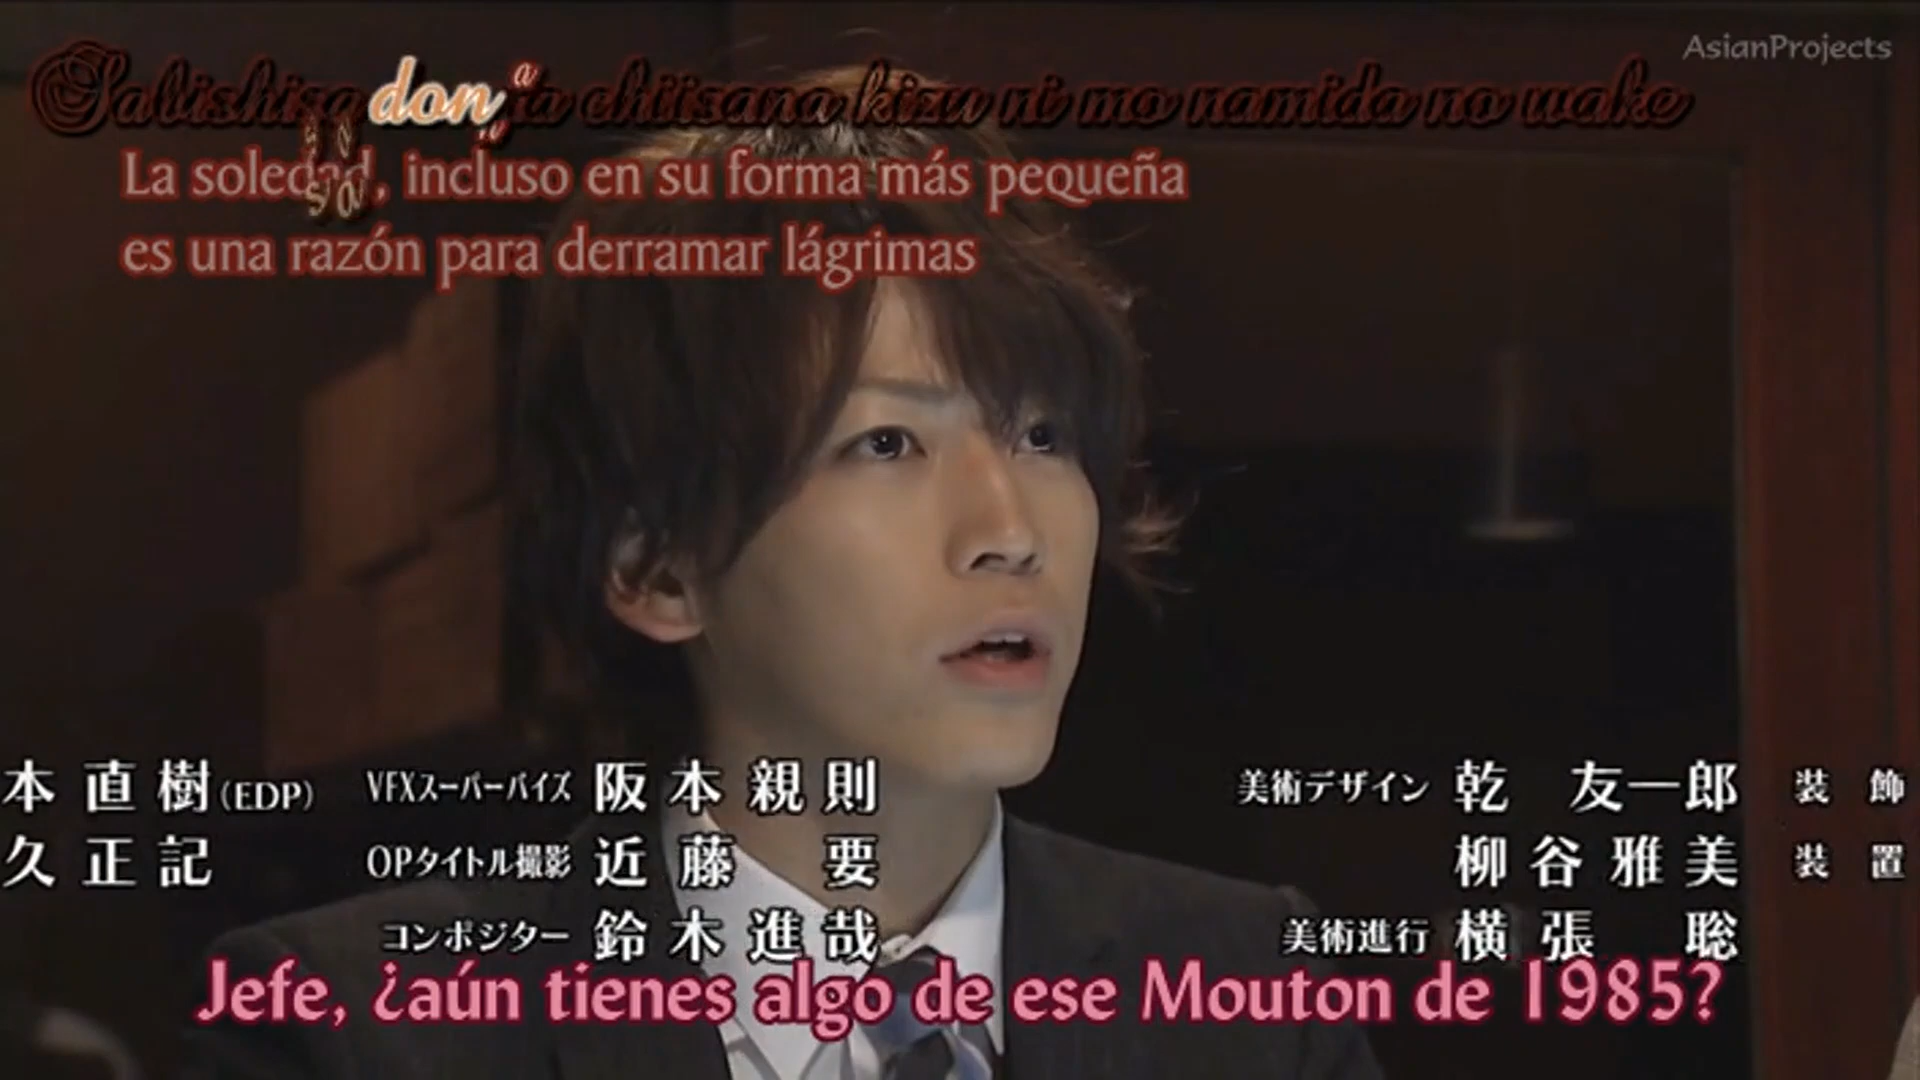 AsianProjects
Sabishisa donna chiisana kizu ni mo namida no wake
La soledad, incluso en su forma más pequeña
es una razón para derramar lágrimas
本 直 樹 (EDP) VFXスーパーバイズ 阪 本 親 則 美術デザイン 乾 友一郎 装 飾
久 正 記 OPタイトル撮影 近 藤 要 柳 谷 雅 美 装 置
コンポジター 鈴 木 進 哉 美術進行 横 張 聡
Jefe, ¿aún tienes algo de ese Mouton de 1985?